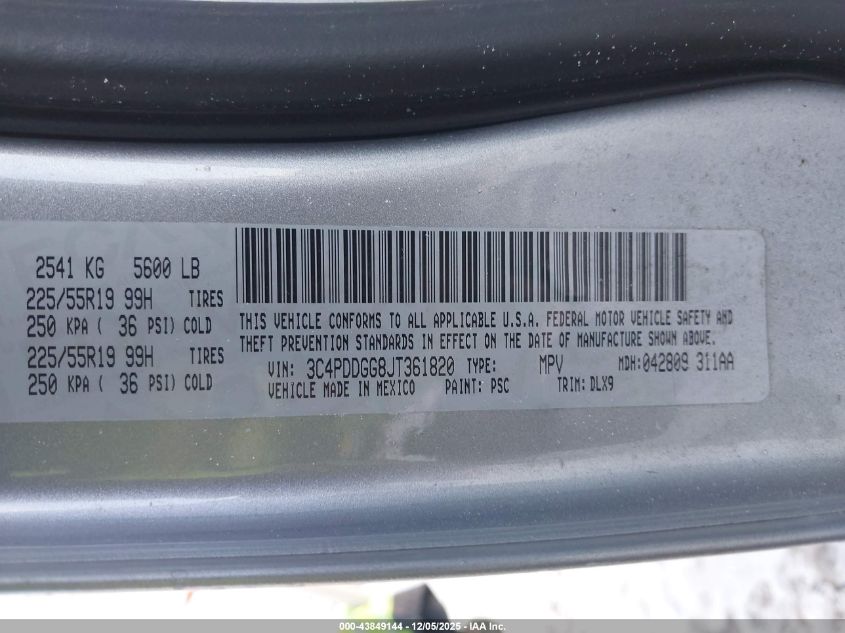 2541 KG 5600 LB
225/55R19 99H TIRES
250 KPA ( 36 PSI) COLD
225/55R19 99H TIRES
250 KPA ( 36 PSI) COLD
THIS VEHICLE CONFORMS TO ALL APPLICABLE U.S.A. FEDERAL MOTOR VEHICLE SAFETY AND
THEFT PREVENTION STANDARDS IN EFFECT ON THE DATE OF MANUFACTURE SHOWN ABOVE.
VIN: 3C4PDDGG8JT361820 TYPE: MPV MDH:042809 311AA
VEHICLE MADE IN MEXICO PAINT: PSC TRIM: DLX9
000-43849144 - 12/05/2025 - IAA Inc.